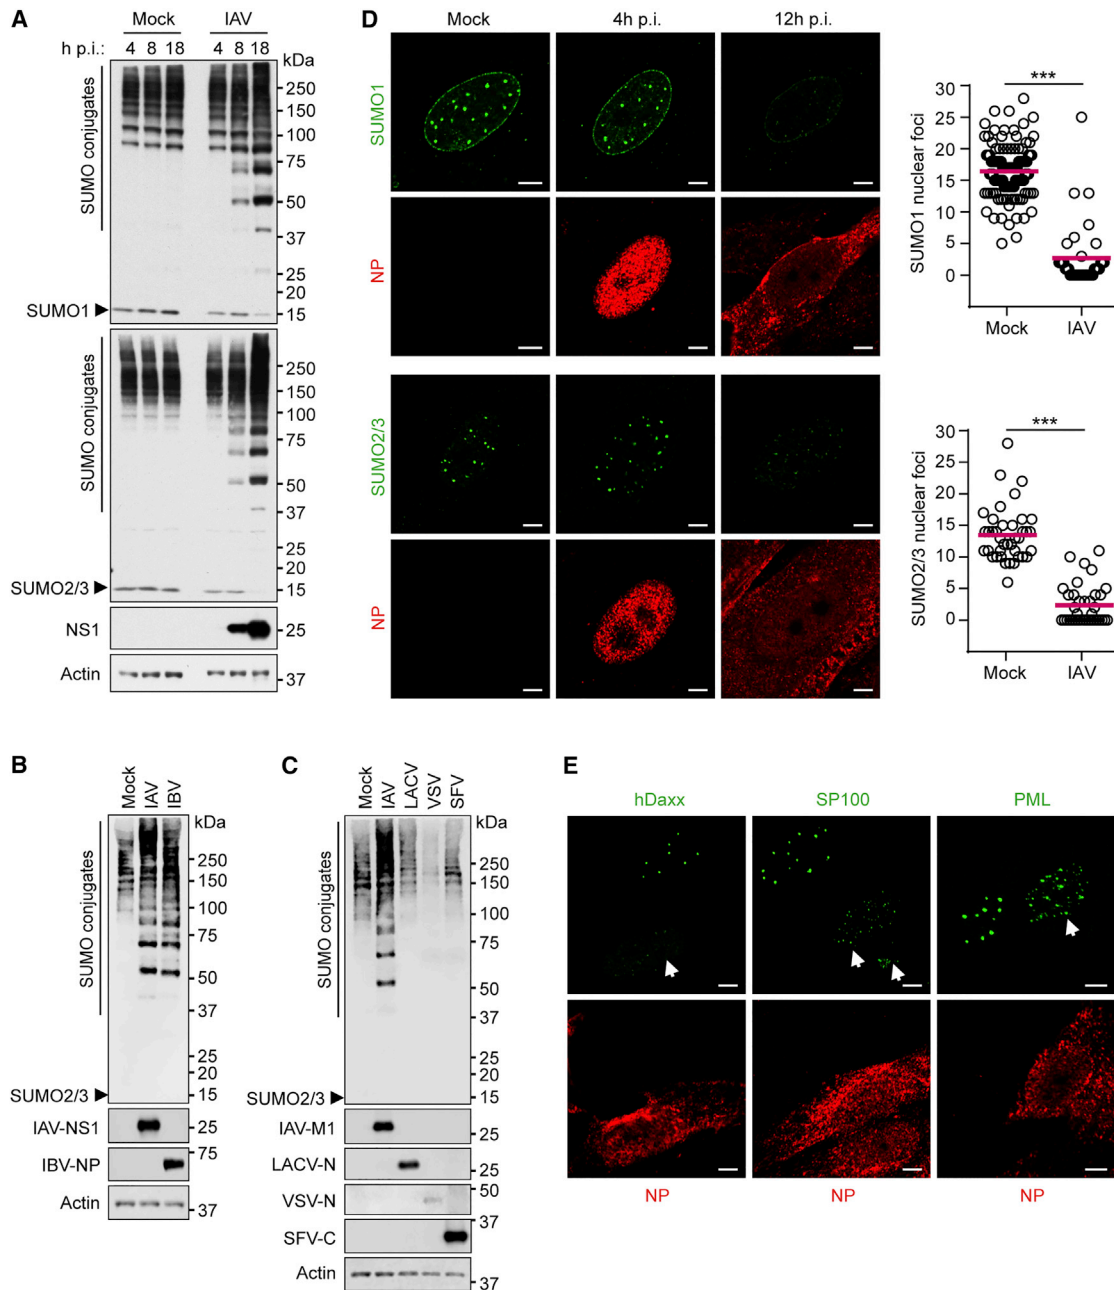 A
Mock IAV
h p.i.: 4 8 18 4 8 18 kDa
SUMO conjugates
250
150
100
75
50
37
25
20
SUMO1 15
SUMO conjugates
250
150
100
75
50
37
25
20
SUMO2/3 15
NS1 25
Actin 37
D
Mock 4h p.i. 12h p.i.
SUMO1
NP
SUMO2/3
NP
***
SUMO1 nuclear foci
30
25
20
15
10
5
0
Mock IAV
***
SUMO2/3 nuclear foci
30
25
20
15
10
5
0
Mock IAV
B
Mock IAV IBV
kDa
SUMO conjugates
250
150
100
75
50
37
25
20
SUMO2/3 15
IAV-NS1 25
75
IBV-NP
Actin 37
C
Mock IAV LACV VSV SFV
kDa
SUMO conjugates
250
150
100
75
50
37
25
20
SUMO2/3 15
IAV-M1 25
LACV-N 25
50
VSV-N
37
SFV-C
Actin 37
E
hDaxx SP100 PML
NP NP NP